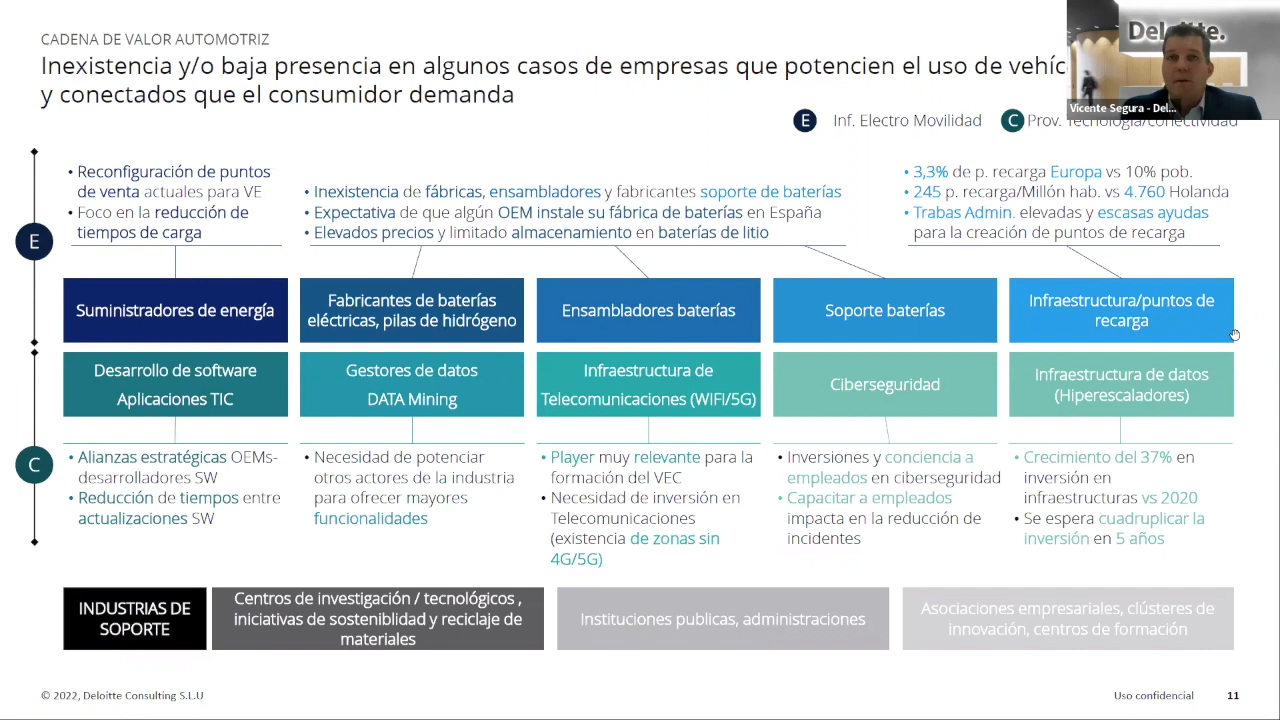 CADENA DE VALOR AUTOMOTRIZ
Inexistencia y/o baja presencia en algunos casos de empresas que potencien el uso de
y conectados que el consumidor demanda
Deloitte.
Vicente Segura - Del...
E Inf. Electro Movilidad C Prov. Tecnología/conectividad
• Reconfiguración de puntos
de venta actuales para VE
• Foco en la reducción de
tiempos de carga
• Inexistencia de fábricas, ensambladores y fabricantes soporte de baterías
• Expectativa de que algún OEM instale su fábrica de baterías en España
• Elevados precios y limitado almacenamiento en baterías de litio
• 3,3% de p. recarga Europa vs 10% pob.
• 245 p. recarga/Millón hab. vs 4.760 Holanda
• Trabas Admin. elevadas y escasas ayudas
para la creación de puntos de recarga
E
Suministradores de energía
Fabricantes de baterías
eléctricas, pilas de hidrógeno
Ensambladores baterías
Soporte baterías
Infraestructura/puntos de
recarga
Desarrollo de software
Aplicaciones TIC
Gestores de datos
DATA Mining
Infraestructura de
Telecomunicaciones (WIFI/5G)
Ciberseguridad
Infraestructura de datos
(Hiperescaladores)
C
• Alianzas estratégicas OEMs-
desarrolladores SW
• Reducción de tiempos entre
actualizaciones SW
• Necesidad de potenciar
otros actores de la industria
para ofrecer mayores
funcionalidades
• Player muy relevante para la
formación del VEC
• Necesidad de inversión en
Telecomunicaciones
(existencia de zonas sin
4G/5G)
• Inversiones y conciencia a
empleados en ciberseguridad
• Capacitar a empleados
impacta en la reducción de
incidentes
• Crecimiento del 37% en
inversión en
infraestructuras vs 2020
• Se espera cuadruplicar la
inversión en 5 años
INDUSTRIAS DE
SOPORTE
Centros de investigación / tecnológicos ,
iniciativas de sosteniblidad y reciclaje de
materiales
Instituciones publicas, administraciones
Asociaciones empresariales, clústeres de
innovación, centros de formación
© 2022, Deloitte Consulting S.L.U
Uso confidencial 11